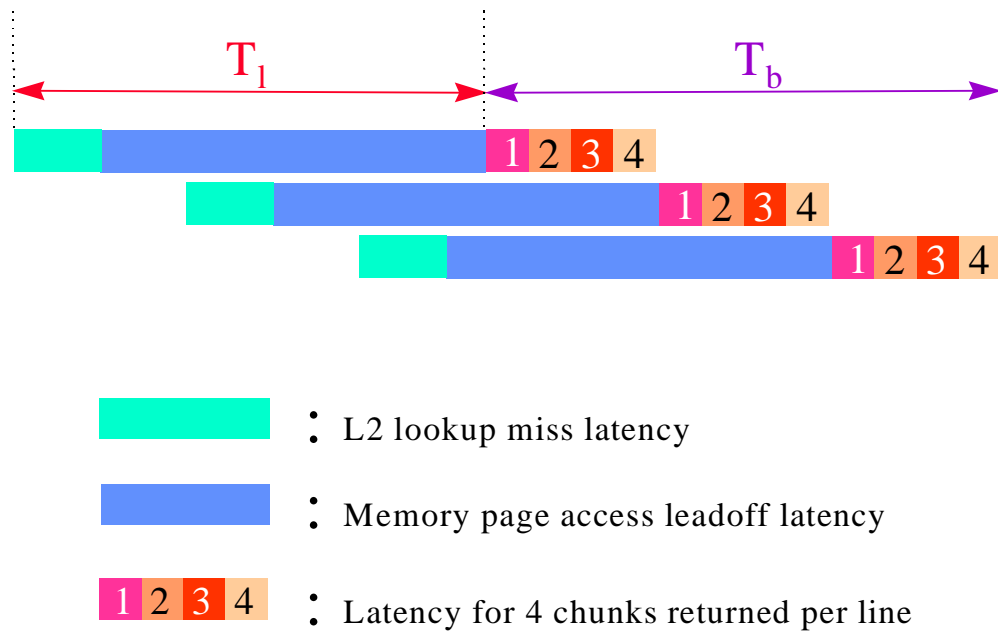 T_l T_b
1 2 3 4
1 2 3 4
1 2 3 4
: L2 lookup miss latency
: Memory page access leadoff latency
1 2 3 4 : Latency for 4 chunks returned per line